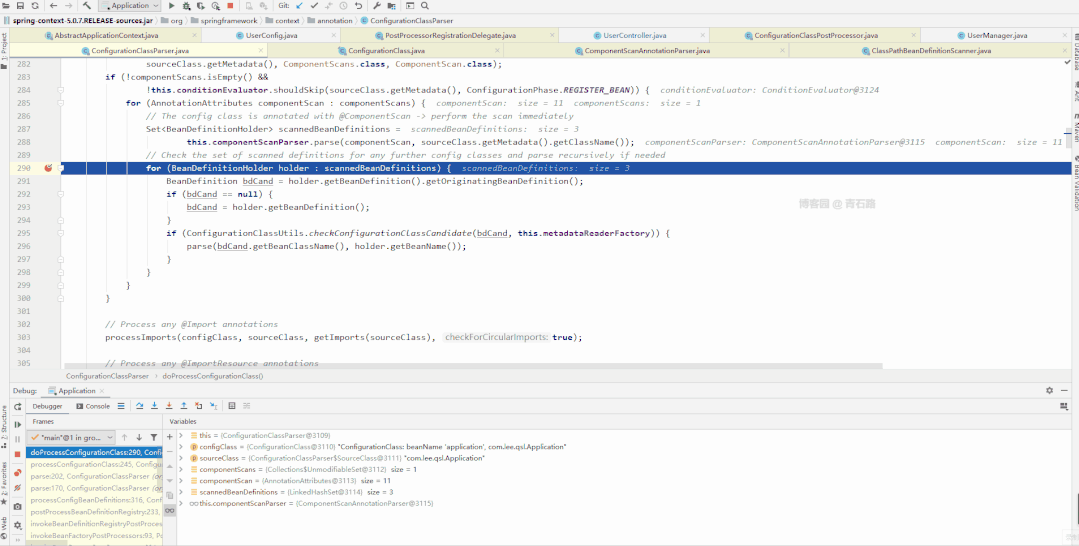 Application
Git:
spring-context-5.0.7.RELEASE-sources.jar org springframework context annotation ConfigurationClassParser
AbstractApplicationContext.java UserConfig.java PostProcessorRegistrationDelegate.java UserController.java ConfigurationClassPostProcessor.java UserManager.java
ConfigurationClassParser.java ConfigurationClass.java ComponentScanAnnotationParser.java ClassPathBeanDefinitionScanner.java
282 sourceClass.getMetadata(), ComponentScans.class, ComponentScan.class);
283 if (!componentScans.isEmpty() &&
284 !this.conditionEvaluator.shouldSkip(sourceClass.getMetadata(), ConfigurationPhase.REGISTER_BEAN)) { conditionEvaluator: ConditionEvaluator@3124
285 for (AnnotationAttributes componentScan : componentScans) { componentScan: size = 11 componentScans: size = 1
286 // The config class is annotated with @ComponentScan -> perform the scan immediately
287 Set<BeanDefinitionHolder> scannedBeanDefinitions = scannedBeanDefinitions: size = 3
288 this.componentScanParser.parse(componentScan, sourceClass.getMetadata().getClassName()); componentScanParser: ComponentScanAnnotationParser@3115 componentScan: size = 11
289 // Check the set of scanned definitions for any further config classes and parse recursively if needed
290 for (BeanDefinitionHolder holder : scannedBeanDefinitions) { scannedBeanDefinitions: size = 3
291 BeanDefinition bdCand = holder.getBeanDefinition().getOriginatingBeanDefinition();
292 if (bdCand == null) {
293 bdCand = holder.getBeanDefinition();
294 }
295 if (ConfigurationClassUtils.checkConfigurationClassCandidate(bdCand, this.metadataReaderFactory)) {
296 parse(bdCand.getBeanClassName(), holder.getBeanName());
297 }
298 }
299 }
300 }
301
302 // Process any @Import annotations
303 processImports(configClass, sourceClass, getImports(sourceClass), checkForCircularImports: true);
304
305 // Process any @ImportResource annotations
博客园 @ 青石路
ConfigurationClassParser doProcessConfigurationClass()
Debug: Application
Debugger Console
Frames Variables
"main"@1 in gro...
doProcessConfigurationClass:290, Con
processConfigurationClass:245, Configu
parse:202, ConfigurationClassParser
parse:170, ConfigurationClassParser
processConfigBeanDefinitions:316, Con
postProcessBeanDefinitionRegistry:233,
invokeBeanDefinitionRegistryPostProces
invokeBeanFactoryPostProcessors:93, Po
this = {ConfigurationClassParser@3109}
configClass = {ConfigurationClass@3110} "ConfigurationClass: beanName 'application', com.lee.qsl.Application"
sourceClass = {ConfigurationClassParser$SourceClass@3111} "com.lee.qsl.Application"
componentScans = {Collections$UnmodifiableSet@3112} size = 1
componentScan = {AnnotationAttributes@3113} size = 11
scannedBeanDefinitions = {LinkedHashSet@3114} size = 3
this.componentScanParser = {ComponentScanAnnotationParser@3115}
1: Project
Structure
2: Favorites
Web
Database
Ant
Maven
Bean Validation